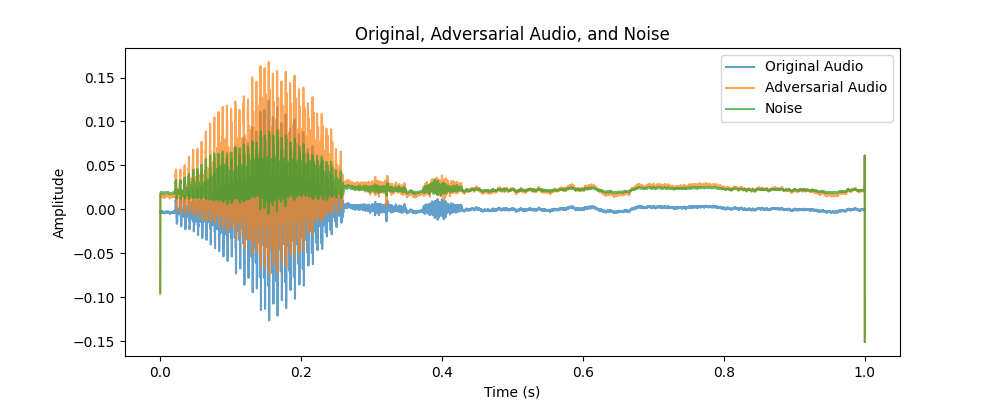 Original, Adversarial Audio, and Noise
Original Audio
Adversarial Audio
Noise
Amplitude
0.15
0.10
0.05
0.00
−0.05
−0.10
−0.15
0.0
0.2
0.4
0.6
0.8
1.0
Time (s)